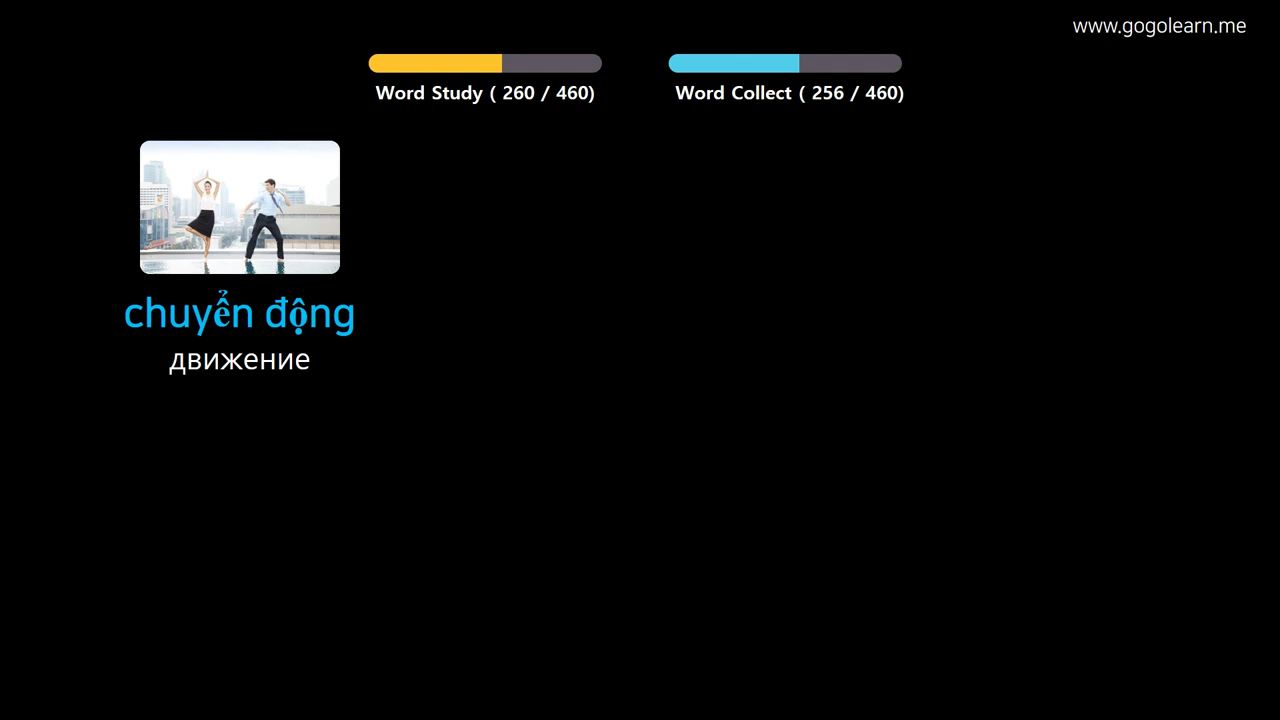 www.gogolearn.me
Word Study ( 260 / 460)
Word Collect ( 256 / 460)
chuyển động
движение